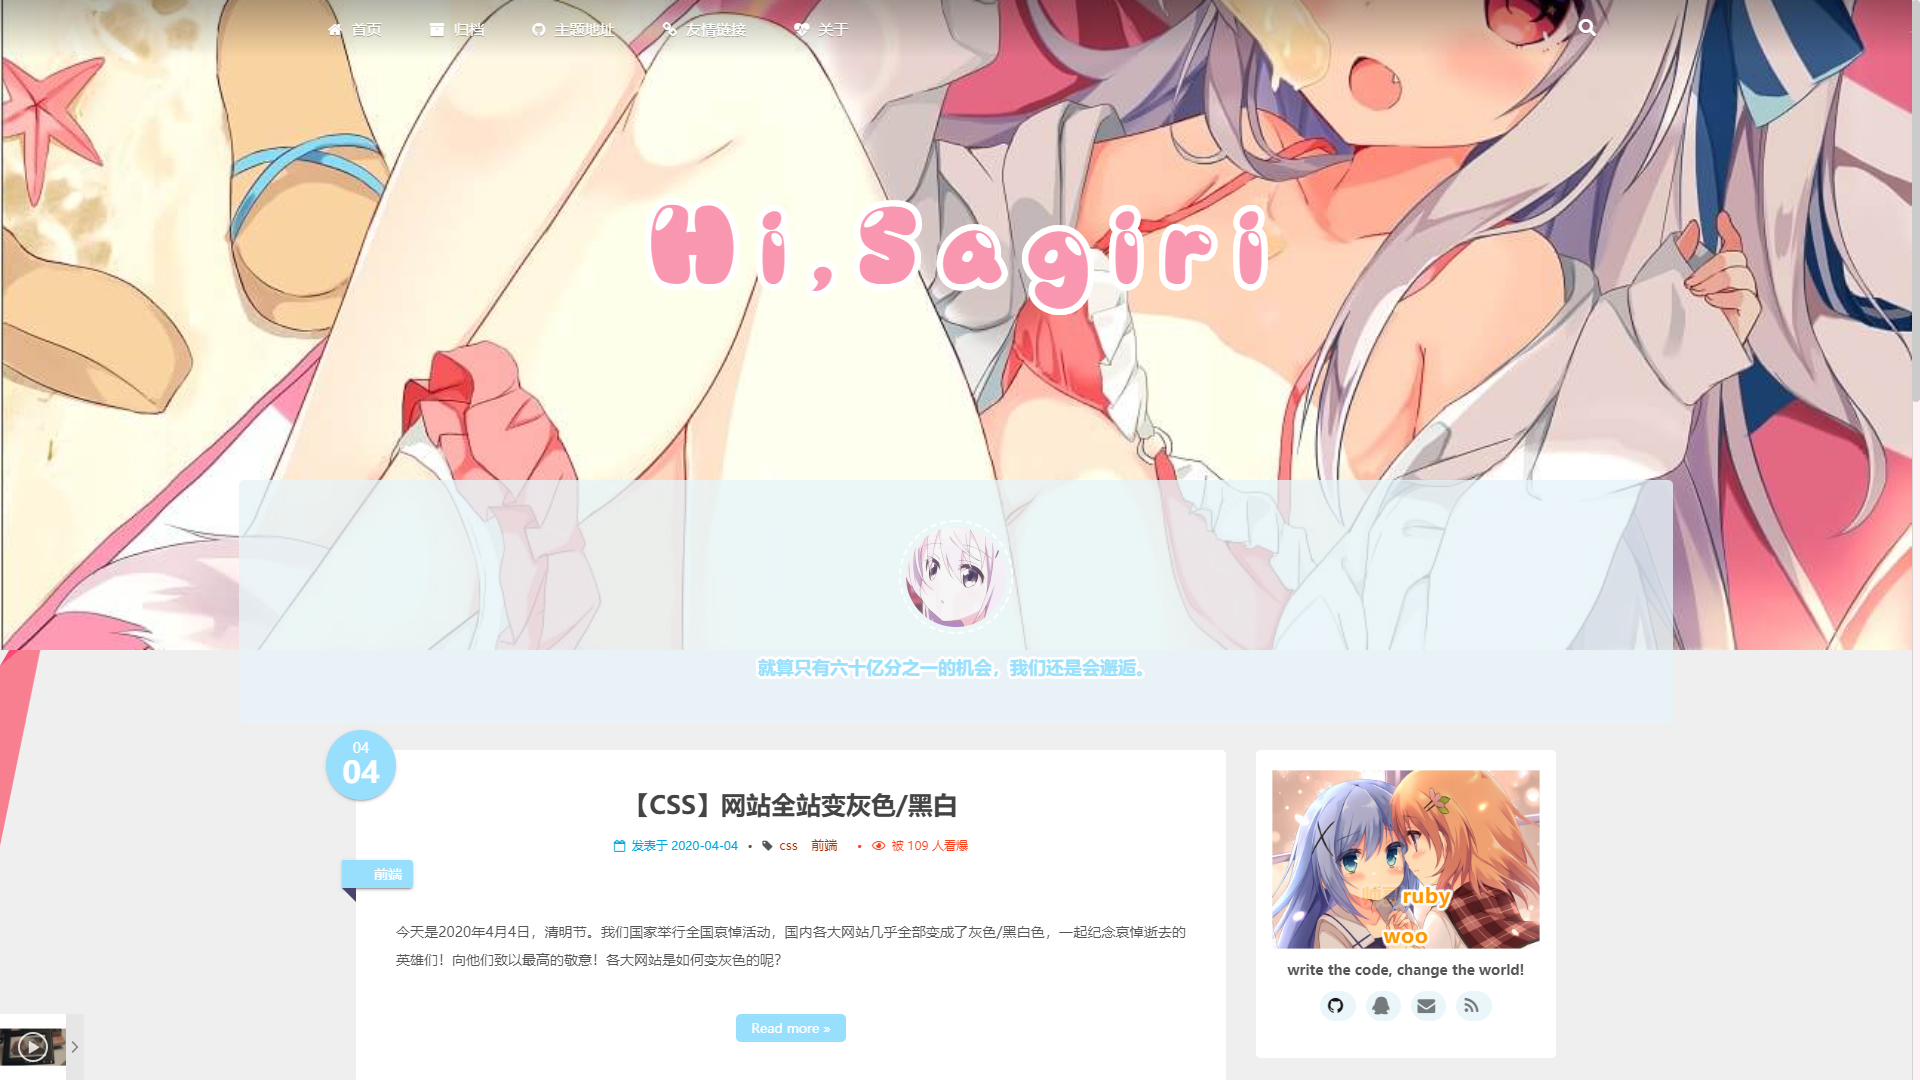 首页 归档 主题地址 友情链接 关于
Hi,Sagiri
就算只有六十亿分之一的机会，我们还是会邂逅。
04
04
【CSS】网站全站变灰色/黑白
发表于 2020-04-04 • css 前端 • 被 109 人看爆
前端
今天是2020年4月4日，清明节。我们国家举行全国哀悼活动，国内各大网站几乎全部变成了灰色/黑白色，一起纪念哀悼逝去的
英雄们！向他们致以最高的敬意！各大网站是如何变灰色的呢？
Read more »
ruby
woo
write the code, change the world!